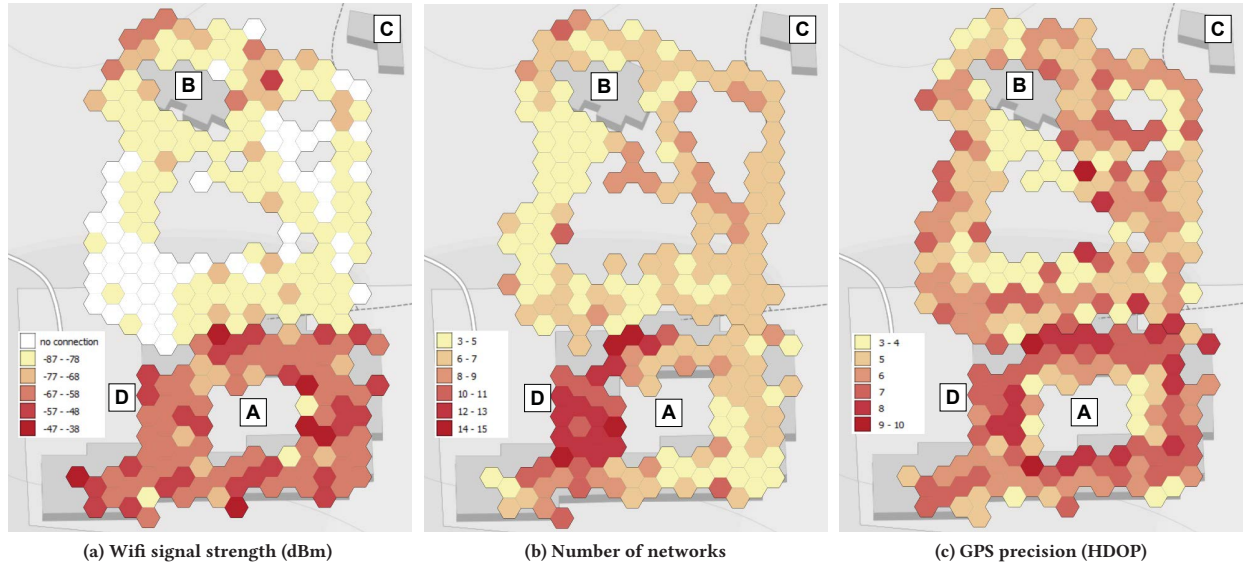 C
B
no connection
-87 - -78
-77 - -68
-67 - -58
-57 - -48
-47 - -38
D
A
(a) Wifi signal strength (dBm)
C
B
3 - 5
6 - 7
8 - 9
10 - 11
12 - 13
14 - 15
D
A
(b) Number of networks
C
B
3 - 4
5
6
7
8
9 - 10
D
A
(c) GPS precision (HDOP)